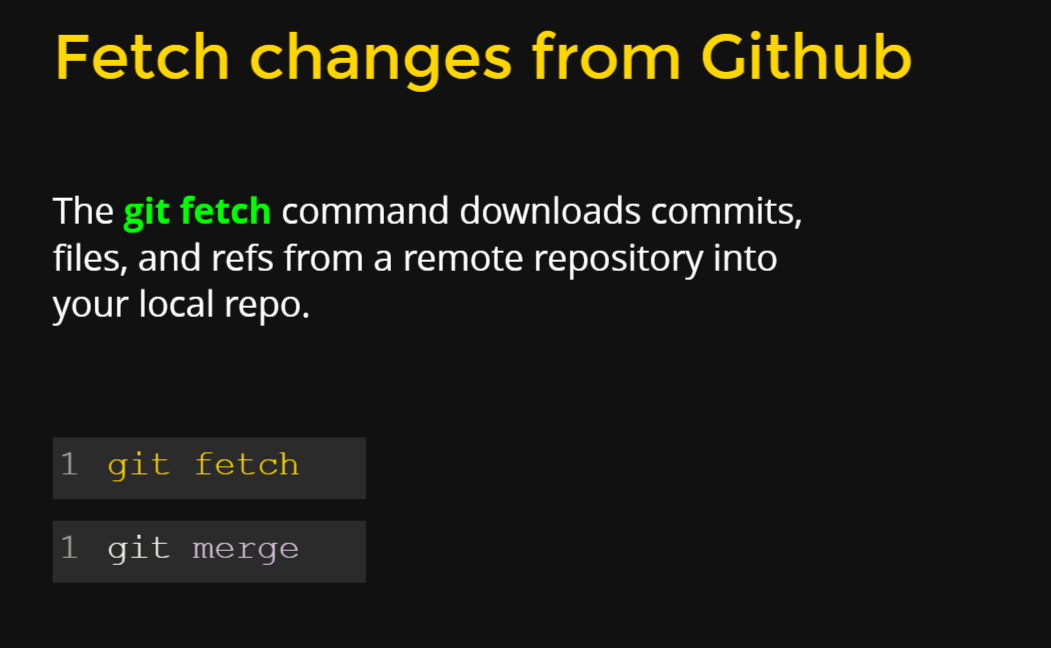 Fetch changes from Github
The git fetch command downloads commits,
files, and refs from a remote repository into
your local repo.
1 git fetch
1 git merge